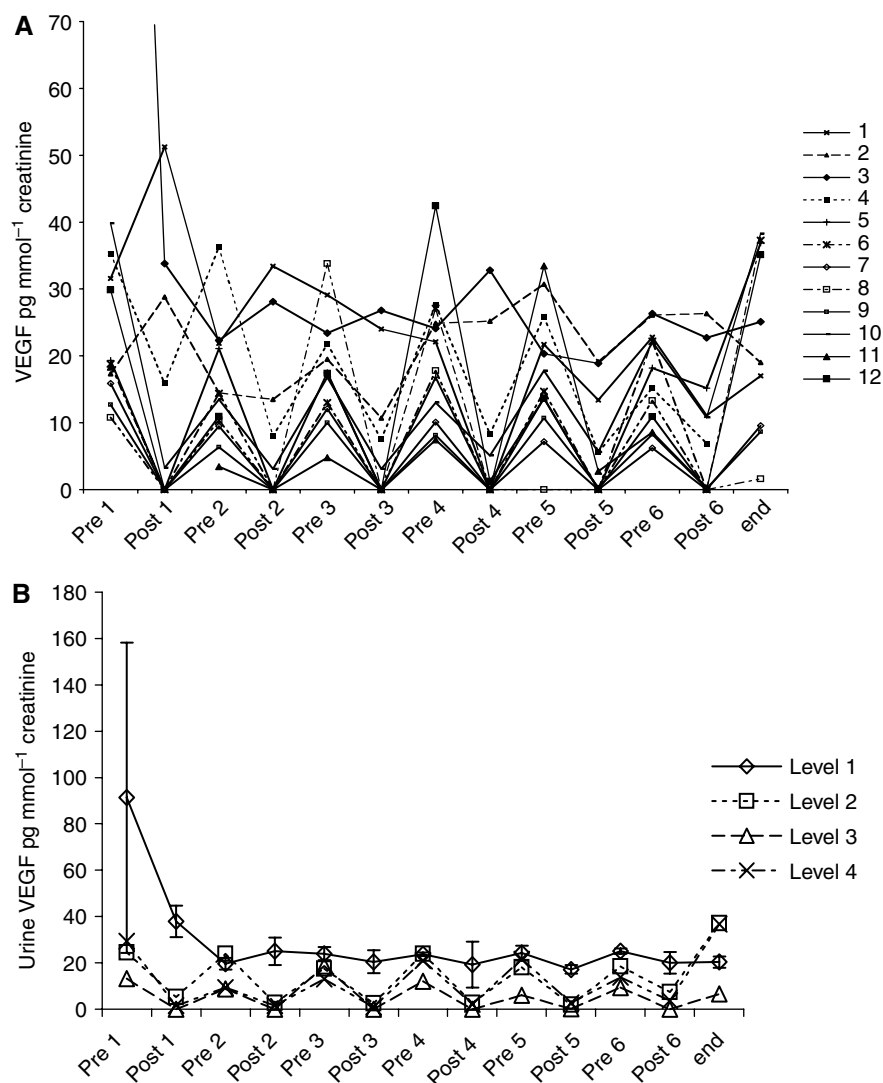 A
70
60
50
40
30
20
10
0
VEGF pg mmol⁻¹ creatinine
Pre 1
Post 1
Pre 2
Post 2
Pre 3
Post 3
Pre 4
Post 4
Pre 5
Post 5
Pre 6
Post 6
end
1
2
3
4
5
6
7
8
9
10
11
12
B
180
160
140
120
100
80
60
40
20
0
Urine VEGF pg mmol⁻¹ creatinine
Pre 1
Post 1
Pre 2
Post 2
Pre 3
Post 3
Pre 4
Post 4
Pre 5
Post 5
Pre 6
Post 6
end
Level 1
Level 2
Level 3
Level 4